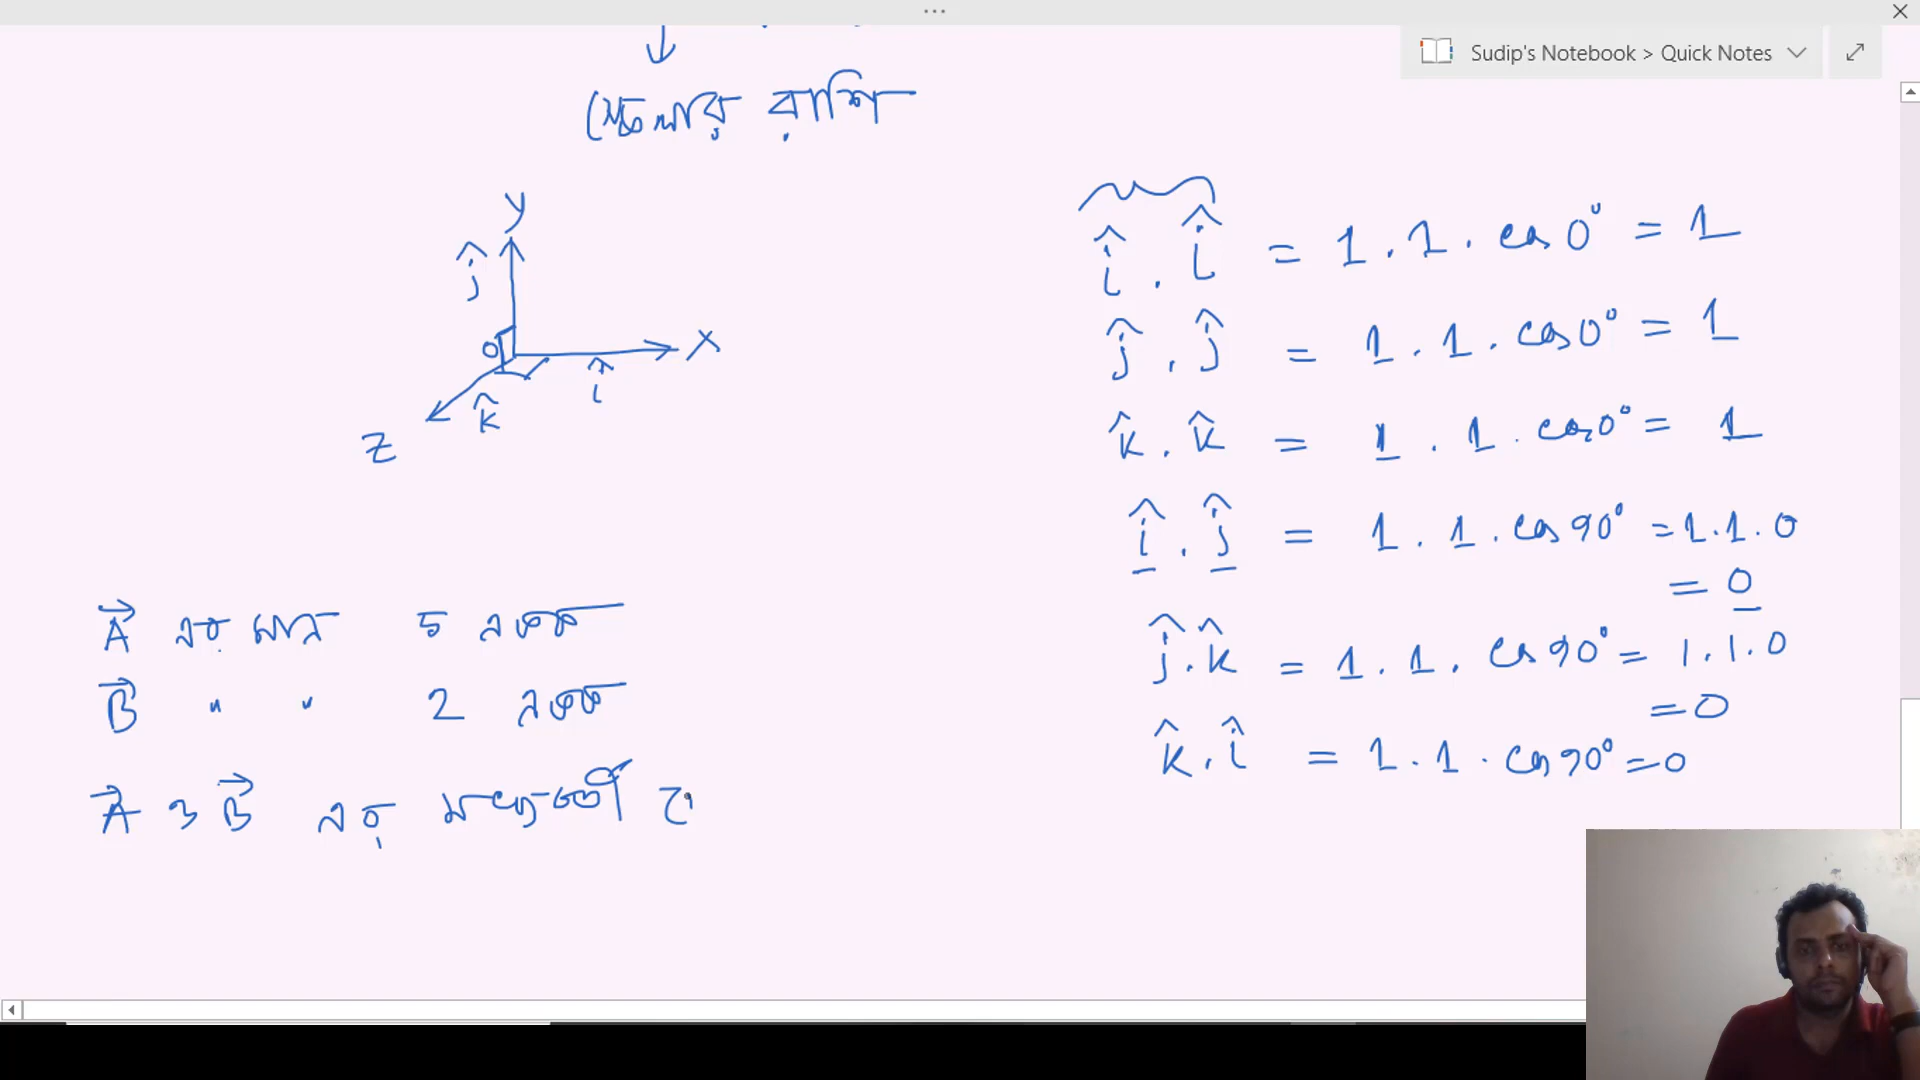 Sudip's Notebook > Quick Notes
স্কেলার রাশি
y
ĵ
O
X
î
k̂
Z
î . î = 1 . 1 . cos 0° = 1
ĵ . ĵ = 1 . 1 . cos 0° = 1
k̂ . k̂ = 1 . 1 . cos 0° = 1
î . ĵ = 1 . 1 . cos 90° = 1 . 1 . 0
= 0
ĵ . k̂ = 1 . 1 . cos 90° = 1 . 1 . 0
= 0
k̂ . î = 1 . 1 . cos 90° = 0
A⃗ এর মান 5 একক
B⃗ " " 2 একক
A⃗ ও B⃗ এর মধ্যবর্তী